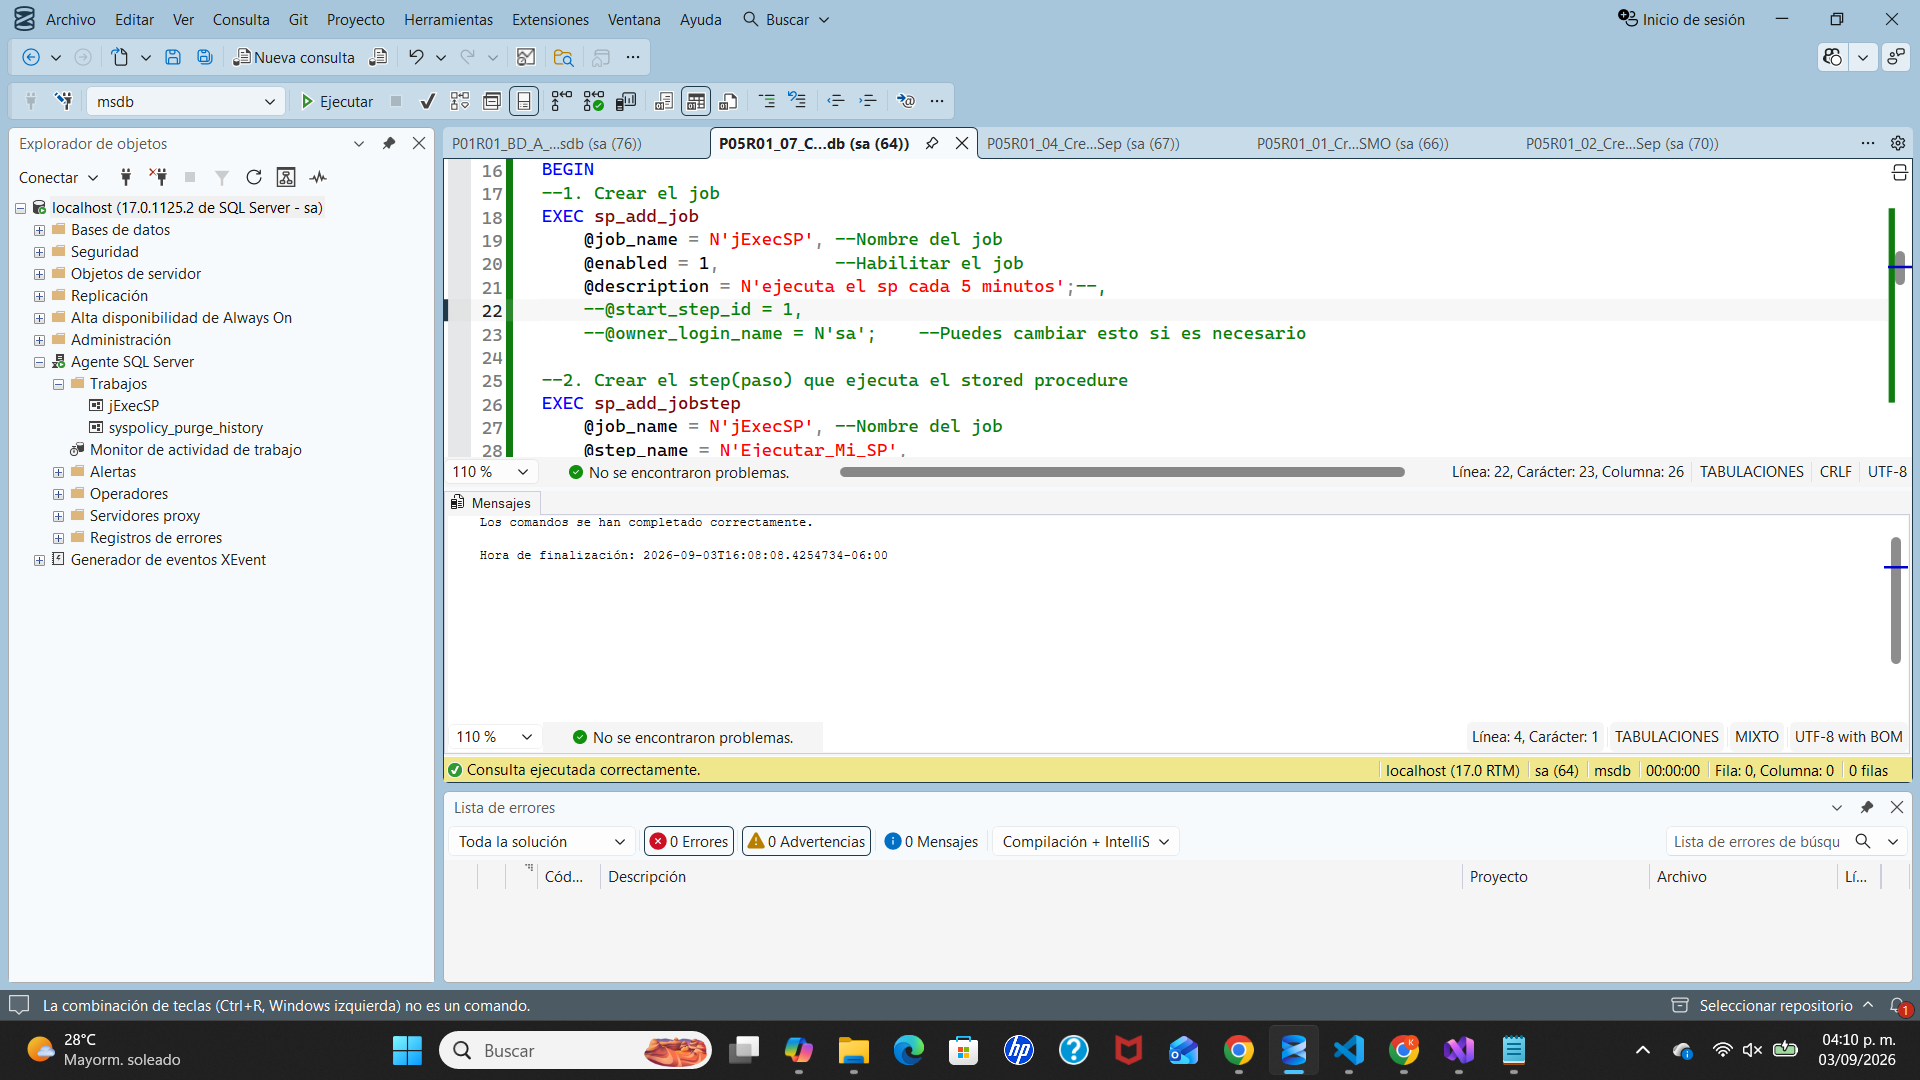 Archivo Editar Ver Consulta Git Proyecto Herramientas Extensiones Ventana Ayuda Buscar Inicio de sesión
Nueva consulta
msdb Ejecutar
Explorador de objetos
Conectar
localhost (17.0.1125.2 de SQL Server - sa)
Bases de datos
Seguridad
Objetos de servidor
Replicación
Alta disponibilidad de Always On
Administración
Agente SQL Server
Trabajos
jExecSP
syspolicy_purge_history
Monitor de actividad de trabajo
Alertas
Operadores
Servidores proxy
Registros de errores
Generador de eventos XEvent
P01R01_BD_A_...sdb (sa (76)) P05R01_07_C...db (sa (64)) P05R01_04_Cre...Sep (sa (67)) P05R01_01_Cr...SMO (sa (66)) P05R01_02_Cre...Sep (sa (70))
16 BEGIN
17 --1. Crear el job
18 EXEC sp_add_job
19 @job_name = N'jExecSP', --Nombre del job
20 @enabled = 1, --Habilitar el job
21 @description = N'ejecuta el sp cada 5 minutos';--,
22 --@start_step_id = 1,
23 --@owner_login_name = N'sa'; --Puedes cambiar esto si es necesario
24
25 --2. Crear el step(paso) que ejecuta el stored procedure
26 EXEC sp_add_jobstep
27 @job_name = N'jExecSP', --Nombre del job
28 @step_name = N'Ejecutar_Mi_SP',
110 % No se encontraron problemas. Línea: 22, Carácter: 23, Columna: 26 TABULACIONES CRLF UTF-8
Mensajes
Los comandos se han completado correctamente.
Hora de finalización: 2026-09-03T16:08:08.4254734-06:00
110 % No se encontraron problemas. Línea: 4, Carácter: 1 TABULACIONES MIXTO UTF-8 with BOM
Consulta ejecutada correctamente. localhost (17.0 RTM) sa (64) msdb 00:00:00 Fila: 0, Columna: 0 0 filas
Lista de errores
Toda la solución 0 Errores 0 Advertencias 0 Mensajes Compilación + IntelliS Lista de errores de búsqu
Cód... Descripción Proyecto Archivo Lí...
La combinación de teclas (Ctrl+R, Windows izquierda) no es un comando. Seleccionar repositorio 1
28°C
Mayorm. soleado
Buscar
hp
K
04:10 p. m.
03/09/2026